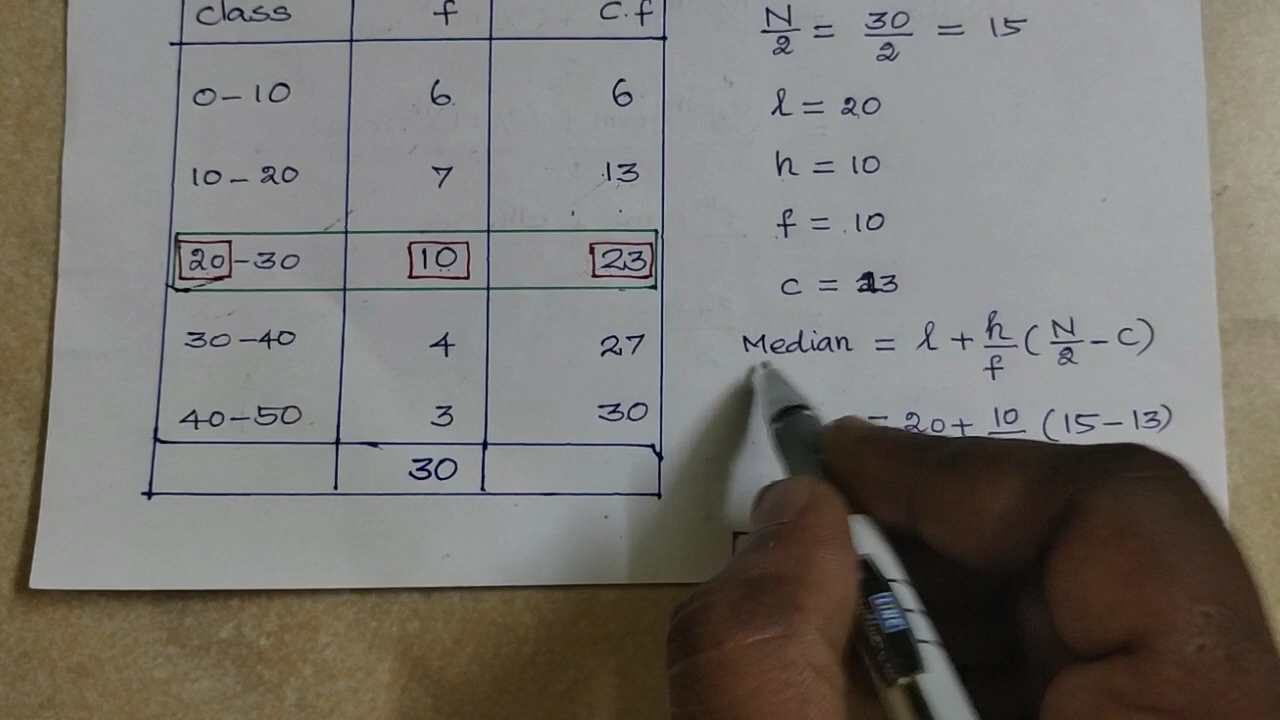 class f c.f
0-10 6 6
10-20 7 13
20-30 10 23
30-40 4 27
40-50 3 30
30
N/2 = 30/2 = 15
l = 20
h = 10
f = 10
c = 13
Median = l + h/f (N/2 - C)
= 20 + 10 (15 - 13)